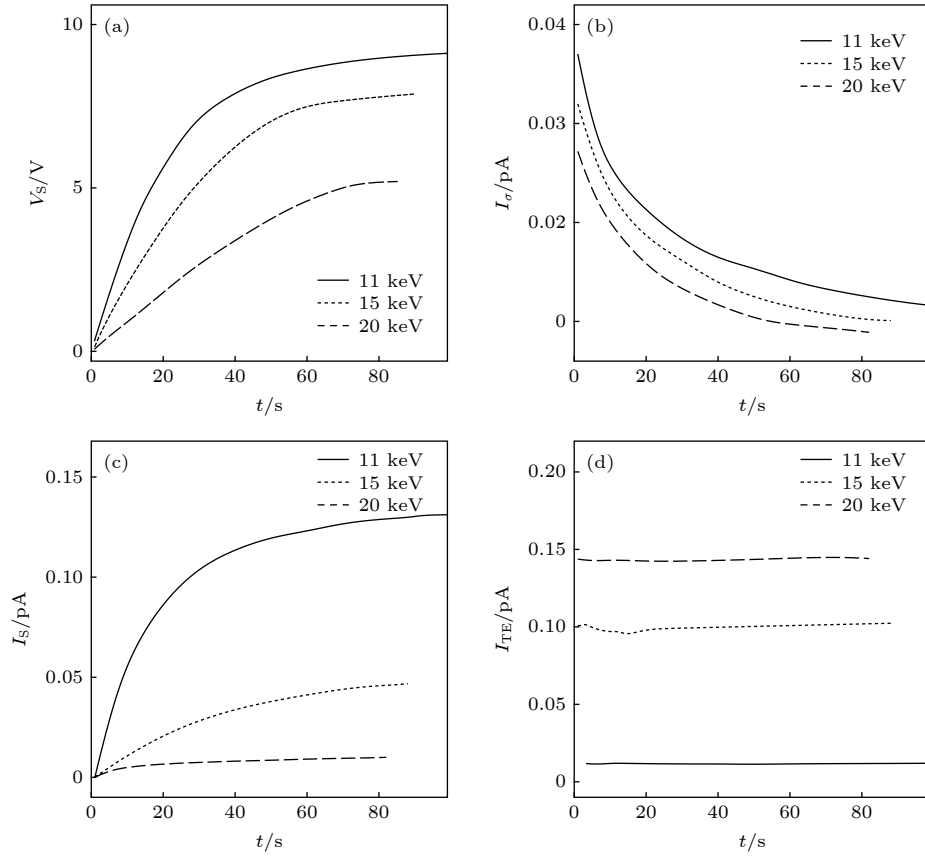 (a)
10
5
0
V_S/V
11 keV
15 keV
20 keV
0 20 40 60 80
t/s
(b)
0.04
0.03
0.02
0
I_σ/pA
11 keV
15 keV
20 keV
0 20 40 60 80
t/s
(c)
0.15
0.10
0.05
0
I_S/pA
11 keV
15 keV
20 keV
0 20 40 60 80
t/s
(d)
0.20
0.15
0.10
0.05
0
I_TE/pA
11 keV
15 keV
20 keV
0 20 40 60 80
t/s